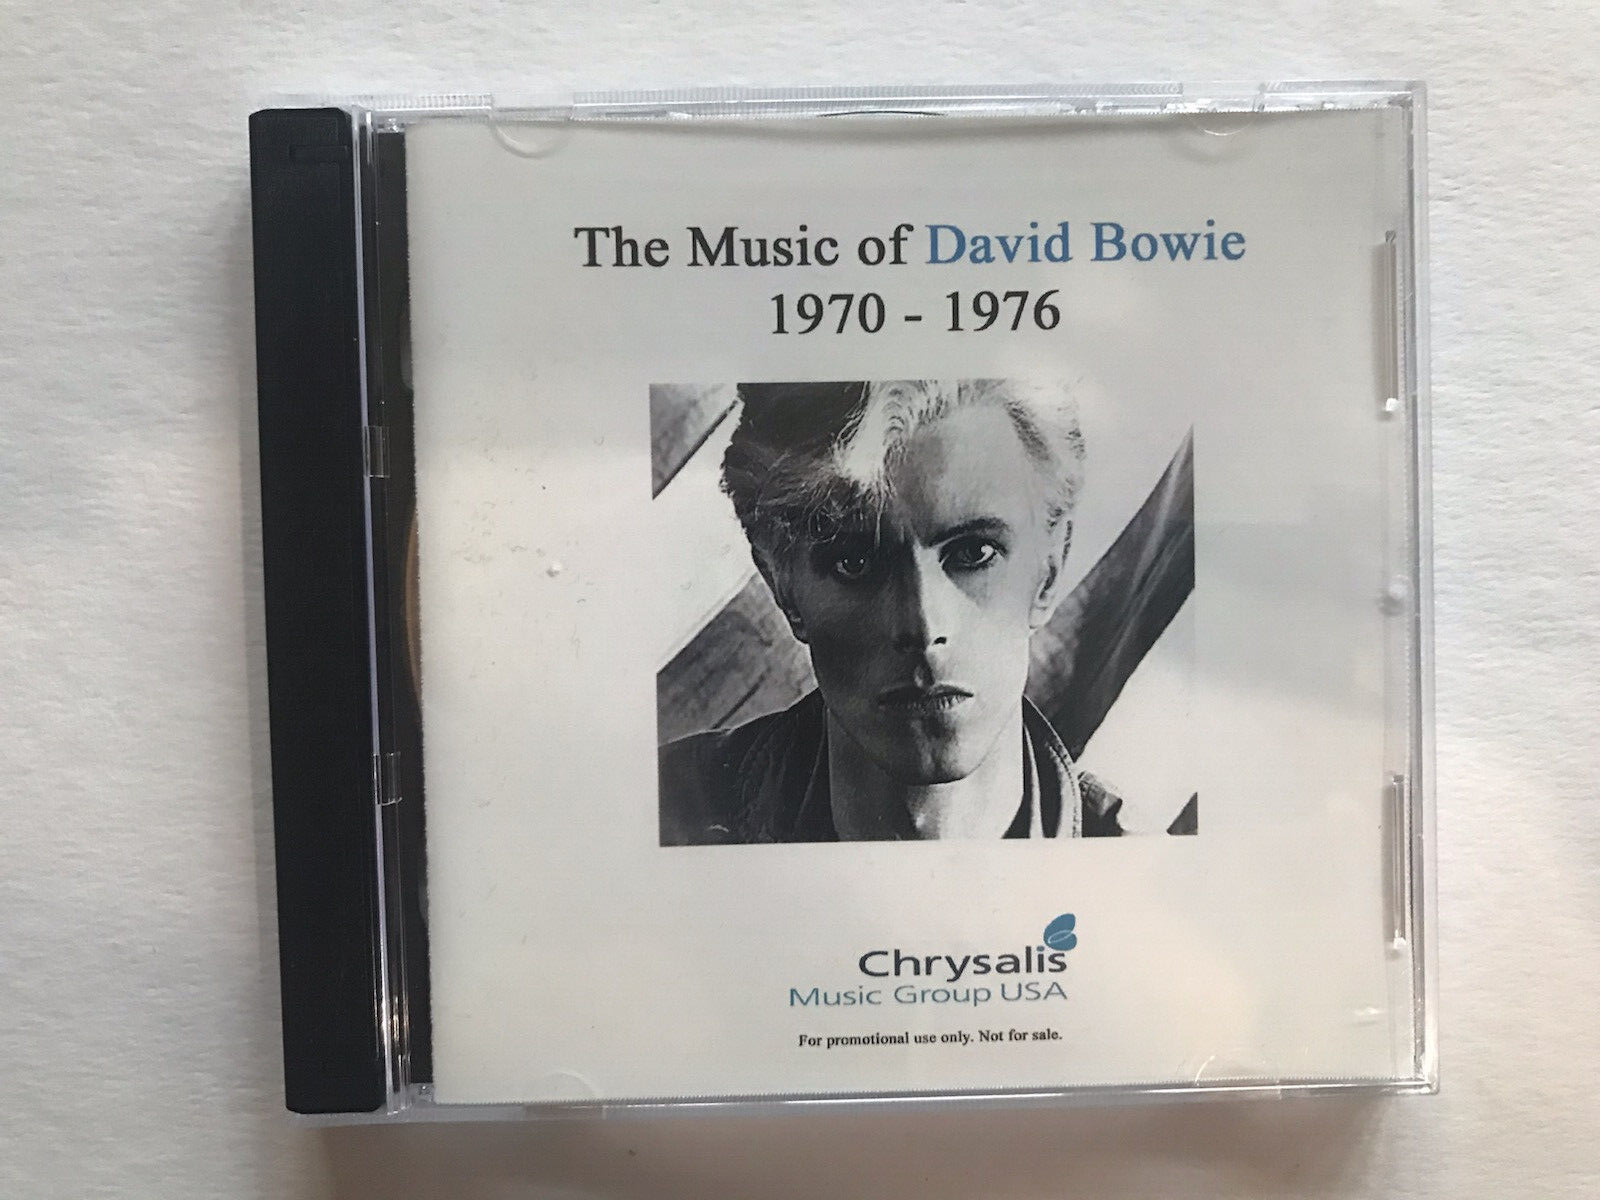 The Music of David Bowie
1970 - 1976
Chrysalis
Music Group USA
For promotional use only. Not for sale.